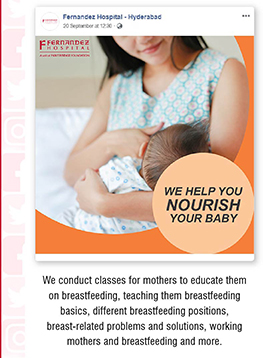 Fernandez Hospital - Hyderabad
20 September at 12:30 ·
FERNANDEZ
HOSPITAL
WE HELP YOU
NOURISH
YOUR BABY
We conduct classes for mothers to educate them
on breastfeeding, teaching them breastfeeding
basics, different breastfeeding positions,
breast-related problems and solutions, working
mothers and breastfeeding and more.